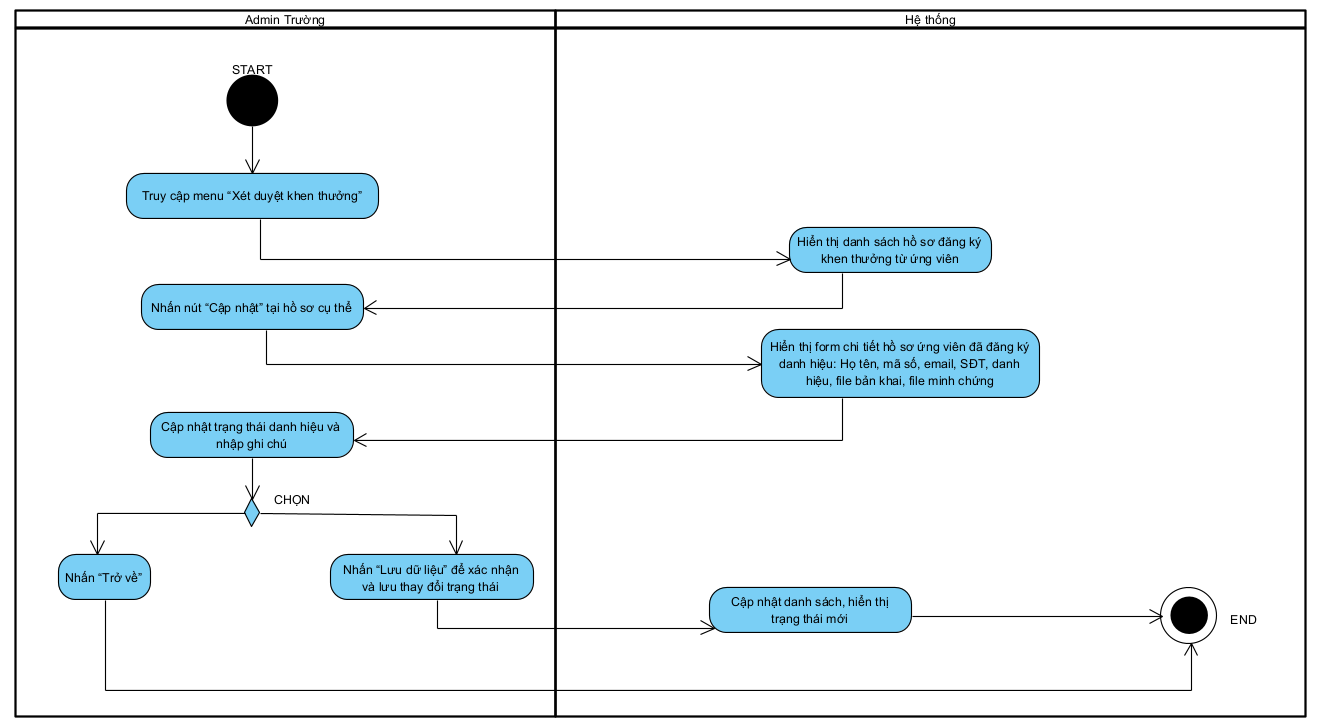 Admin Trường
Hệ thống
START
Truy cập menu “Xét duyệt khen thưởng”
Hiển thị danh sách hồ sơ đăng ký
khen thưởng từ ứng viên
Nhấn nút “Cập nhật” tại hồ sơ cụ thể
Hiển thị form chi tiết hồ sơ ứng viên đã đăng ký
danh hiệu: Họ tên, mã số, email, SĐT, danh
hiệu, file bản khai, file minh chứng
Cập nhật trạng thái danh hiệu và
nhập ghi chú
CHỌN
Nhấn “Trở về”
Nhấn “Lưu dữ liệu” để xác nhận
và lưu thay đổi trạng thái
Cập nhật danh sách, hiển thị
trạng thái mới
END